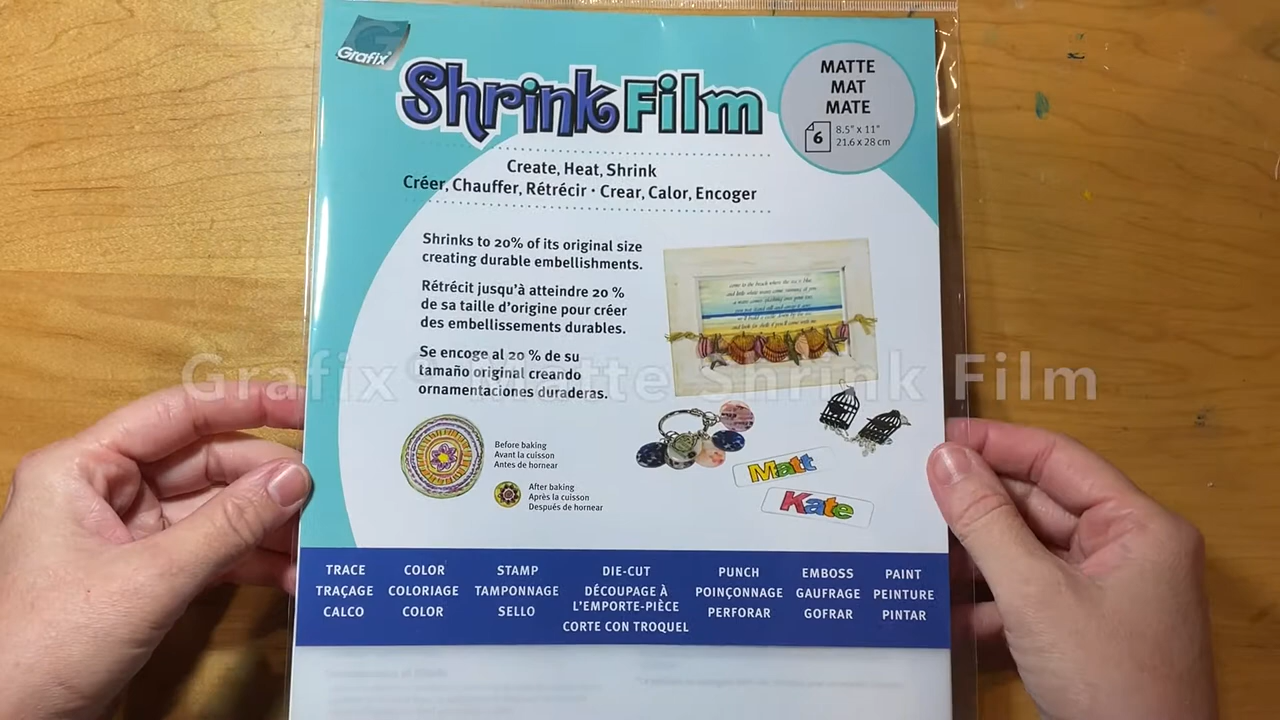 Grafix®
Shrink Film
MATTE
MAT
MATE
6
8.5" x 11"
21.6 x 28 cm
Create, Heat, Shrink
Créer, Chauffer, Rétrécir • Crear, Calor, Encoger
Shrinks to 20% of its original size
creating durable embellishments.
Rétrécit jusqu'à atteindre 20 %
de sa taille d'origine pour créer
des embellissements durables.
Se encoge al 20 % de su
tamaño original creando
ornamentaciones duraderas.
Grafix® Matte Shrink Film
Before baking
Avant la cuisson
Antes de hornear
After baking
Après la cuisson
Después de hornear
Matt
Kate
TRACE
TRAÇAGE
CALCO
COLOR
COLORIAGE
COLOR
STAMP
TAMPONNAGE
SELLO
DIE-CUT
DÉCOUPAGE À
L'EMPORTE-PIÈCE
CORTE CON TROQUEL
PUNCH
POINÇONNAGE
PERFORAR
EMBOSS
GAUFRAGE
GOFRAR
PAINT
PEINTURE
PINTAR